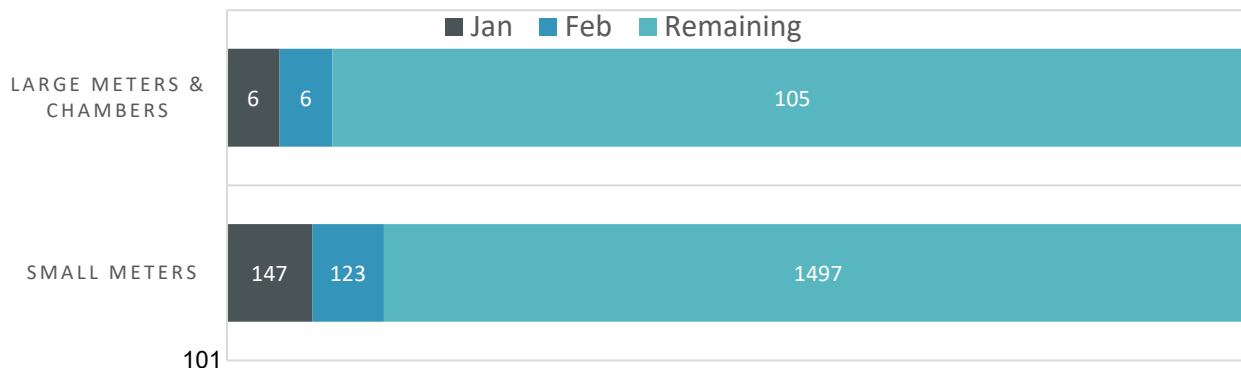 Jan Feb Remaining
LARGE METERS &
CHAMBERS
6 6 105
SMALL METERS
147 123 1497
101